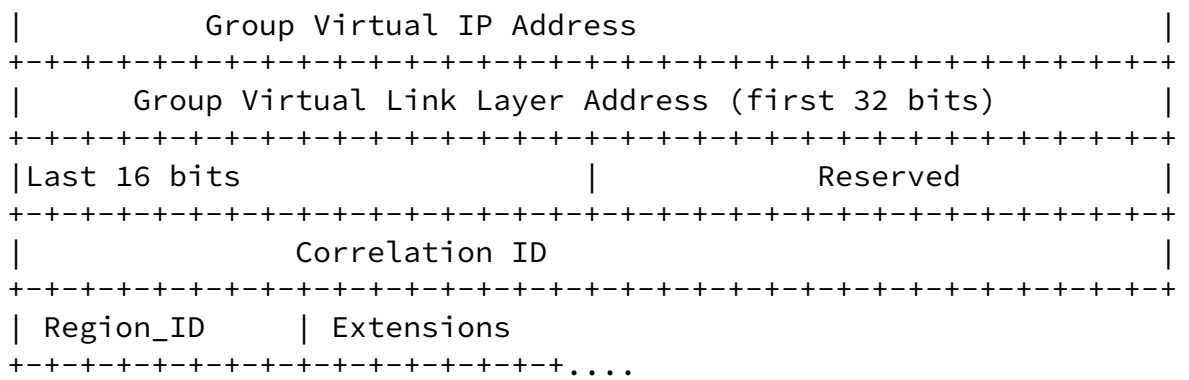 |          Group Virtual IP Address                             |
+-+-+-+-+-+-+-+-+-+-+-+-+-+-+-+-+-+-+-+-+-+-+-+-+-+-+-+-+-+-+-+-+
|      Group Virtual Link Layer Address (first 32 bits)         |
+-+-+-+-+-+-+-+-+-+-+-+-+-+-+-+-+-+-+-+-+-+-+-+-+-+-+-+-+-+-+-+-+
|Last 16 bits                   |            Reserved           |
+-+-+-+-+-+-+-+-+-+-+-+-+-+-+-+-+-+-+-+-+-+-+-+-+-+-+-+-+-+-+-+-+
|               Correlation ID                                  |
+-+-+-+-+-+-+-+-+-+-+-+-+-+-+-+-+-+-+-+-+-+-+-+-+-+-+-+-+-+-+-+-+
| Region_ID     | Extensions
+-+-+-+-+-+-+-+-+-+-+-+-+-+-+-+....